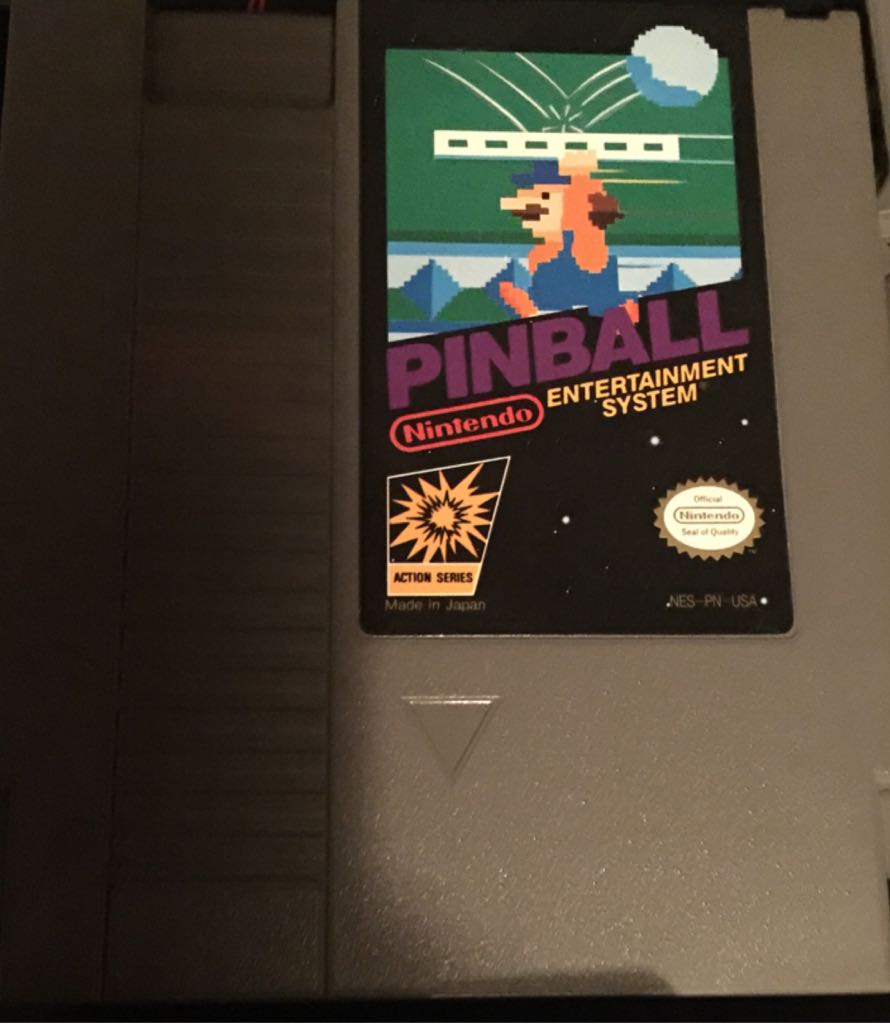 PINBALL
Nintendo
ENTERTAINMENT
SYSTEM
ACTION SERIES
Official
Nintendo
Seal of Quality
Made in Japan
NES-PN-USA